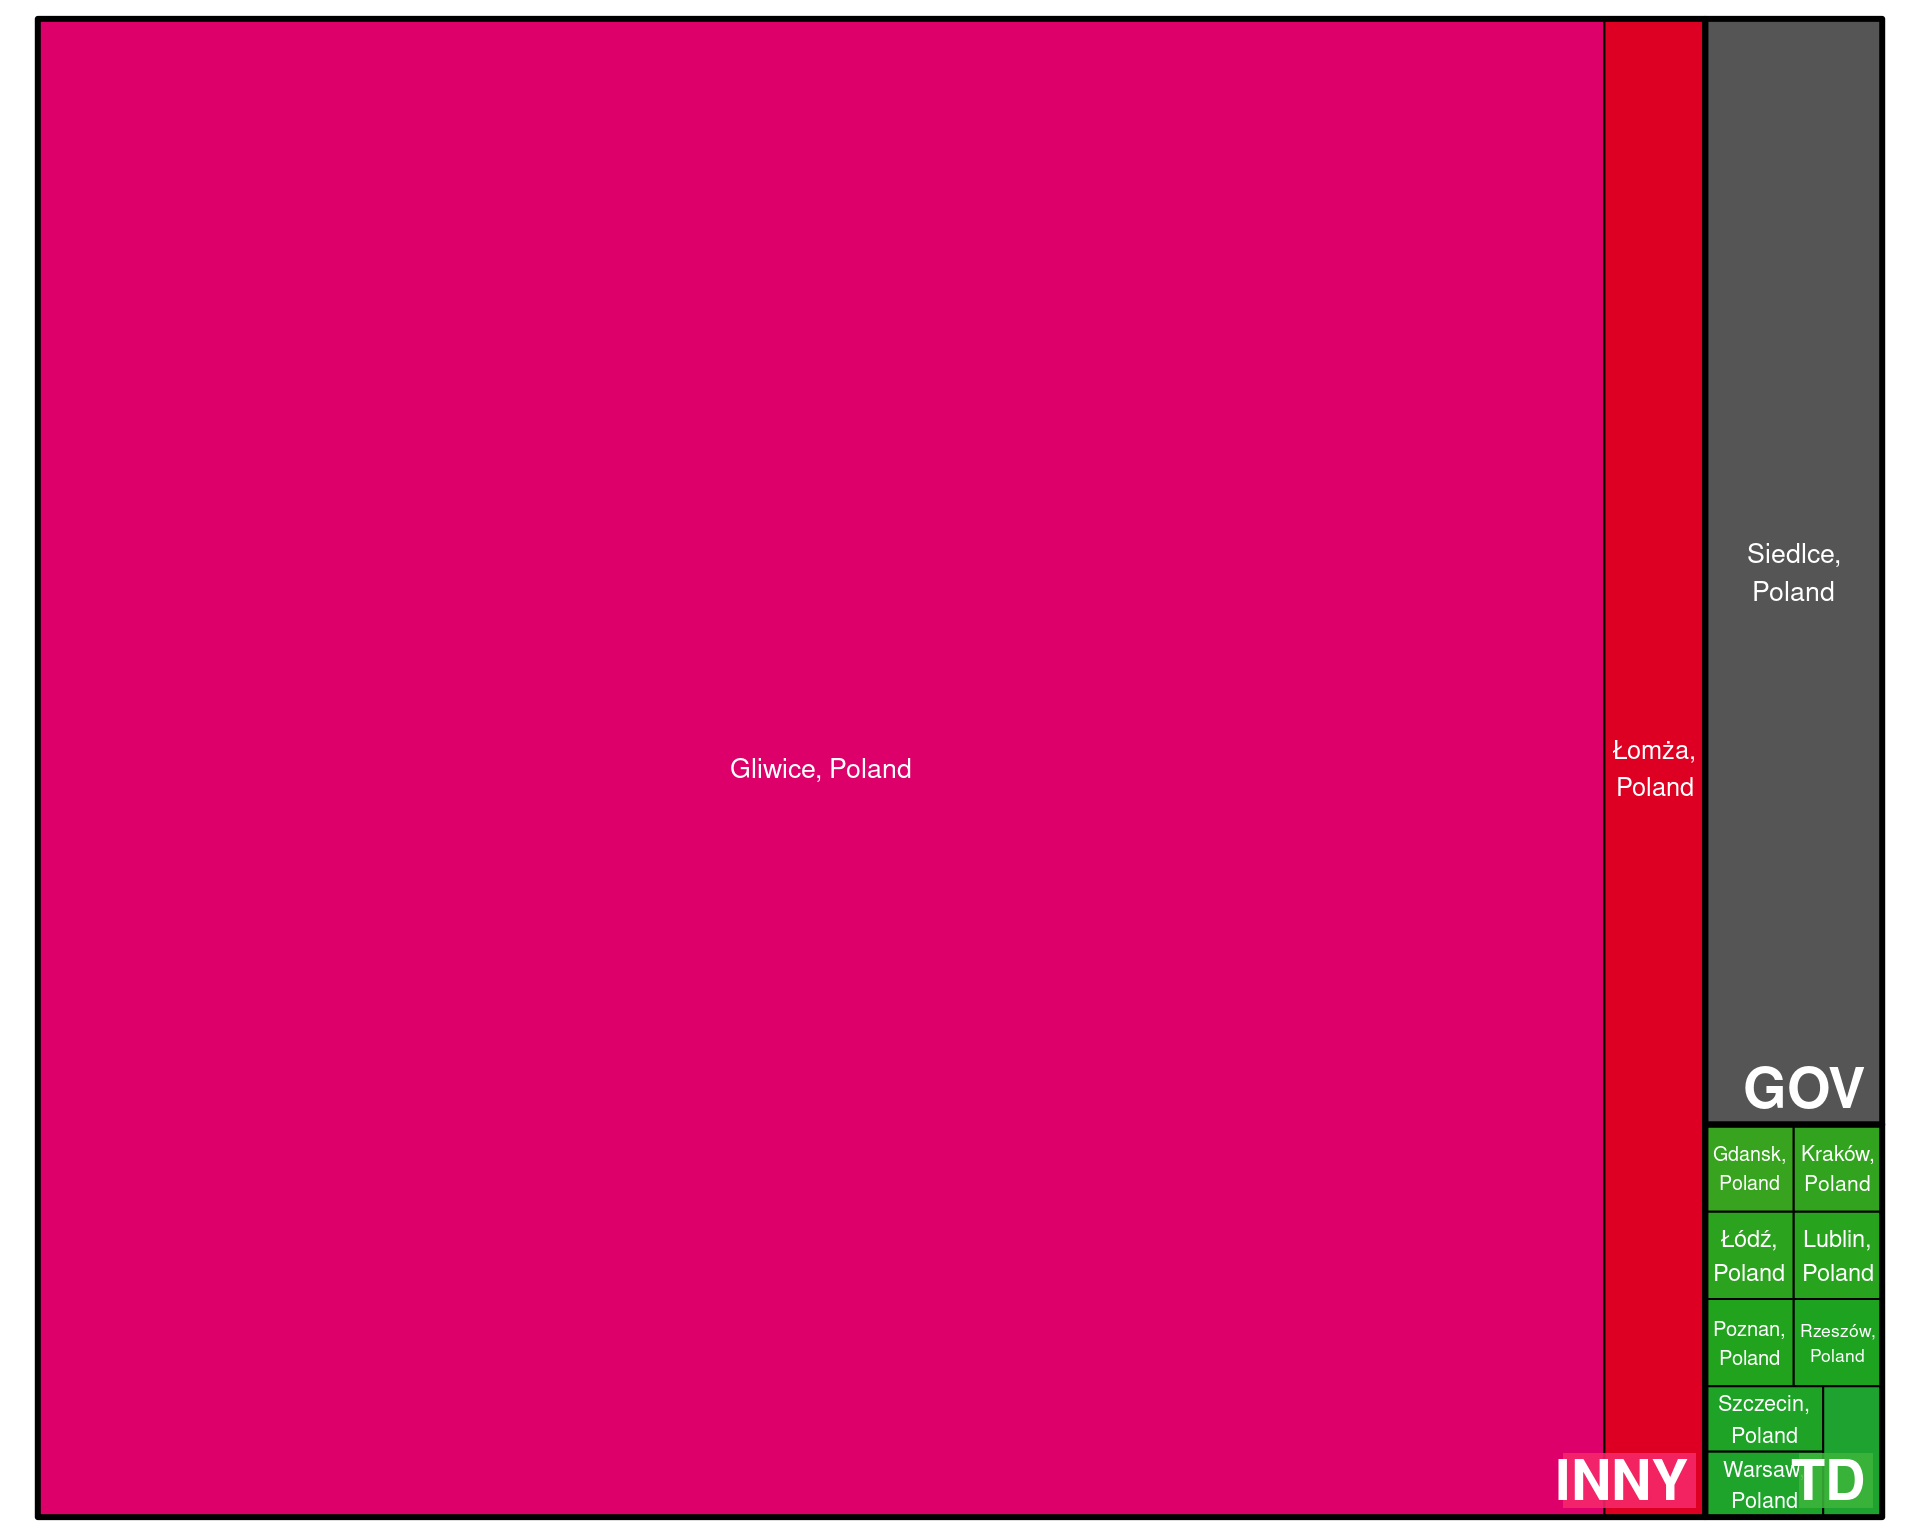 Gliwice, Poland
Łomża,
Poland
INNY
Siedlce,
Poland
GOV
Gdansk,
Poland
Kraków,
Poland
Łódź,
Poland
Lublin,
Poland
Poznan,
Poland
Rzeszów,
Poland
Szczecin,
Poland
Warsaw
Poland
TD